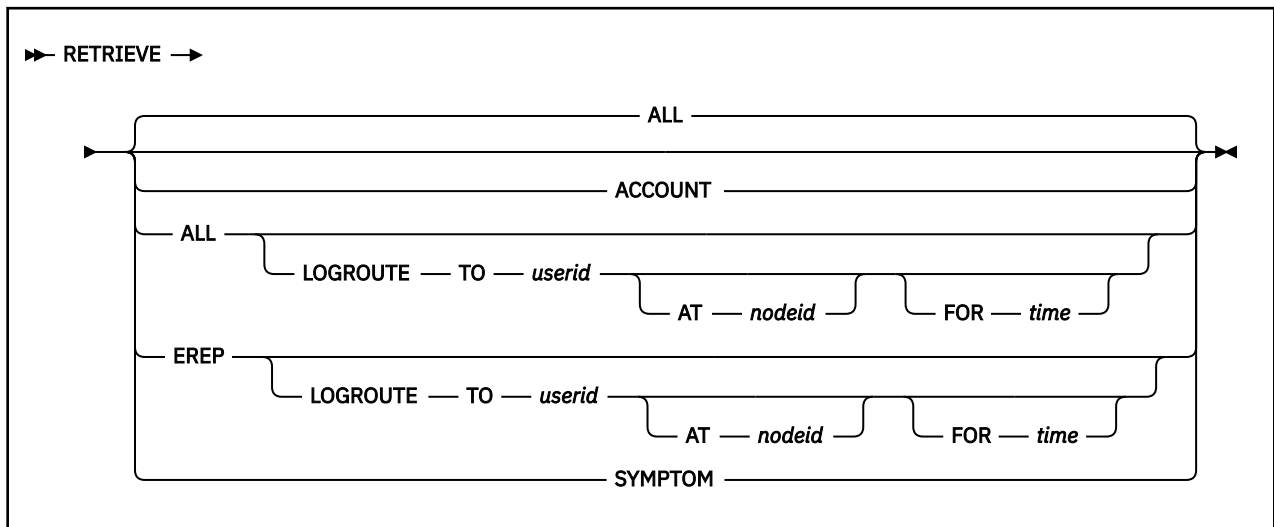 RETRIEVE
ALL
ACCOUNT
ALL
LOGROUTE TO userid
AT nodeid FOR time
EREP
LOGROUTE TO userid
AT nodeid FOR time
SYMPTOM